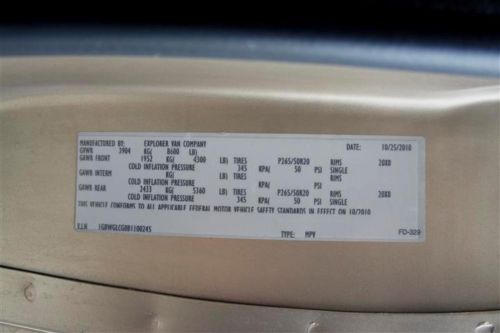 MANUFACTURED BY: EXPLORER VAN COMPANY DATE: 10/25/2010
GVWR 3904 KG( 8600 LB)
GAWR FRONT 1952 KG( 4300 LB) TIRES P265/50R20 RIMS 20X8
COLD INFLATION PRESSURE 345 KPA( 50 PSI SINGLE
GAWR INTERM KG( LB) TIRES RIMS
COLD INFLATION PRESSURE KPA( PSI
GAWR REAR 2433 KG( 5360 LB) TIRES P265/50R20 RIMS 20X8
COLD INFLATION PRESSURE 345 KPA( 50 PSI SINGLE
THIS VEHICLE CONFORMS TO ALL APPLICABLE FEDERAL MOTOR VEHICLE SAFETY STANDARDS IN EFFECT ON 10/2010
V.I.N. 1GBWGLCG0B1100245 TYPE: MPV FD-329